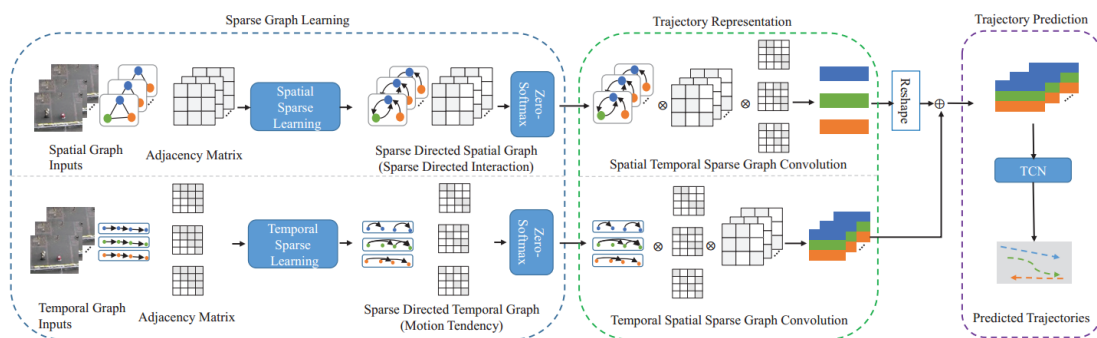 Sparse Graph Learning
Trajectory Representation
Trajectory Prediction
Spatial
Sparse
Learning
Zero-
Softmax
Reshape
Spatial Graph
Inputs
Adjacency Matrix
Sparse Directed Spatial Graph
(Sparse Directed Interaction)
Spatial Temporal Sparse Graph Convolution
TCN
Temporal
Sparse
Learning
Zero-
Softmax
Temporal Graph
Inputs
Adjacency Matrix
Sparse Directed Temporal Graph
(Motion Tendency)
Temporal Spatial Sparse Graph Convolution
Predicted Trajectories